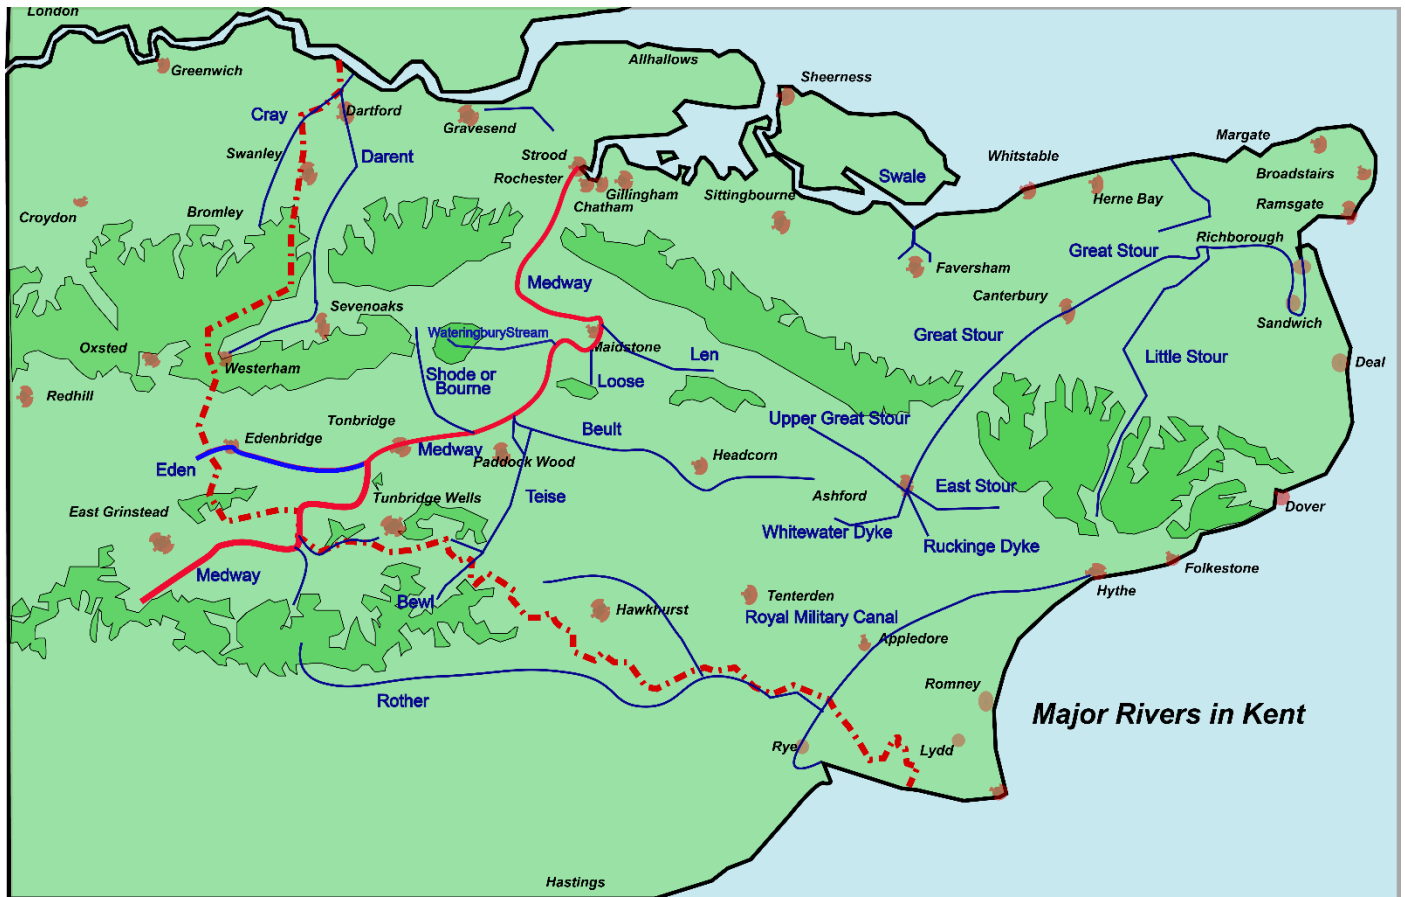 London
Greenwich
Allhallows
Sheerness
Cray
Dartford
Gravesend
Margate
Swanley
Darent
Strood
Whitstable
Rochester
Gillingham
Swale
Broadstairs
Chatham
Sittingbourne
Herne Bay
Ramsgate
Croydon
Bromley
Richborough
Great Stour
Faversham
Medway
Canterbury
Sevenoaks
Sandwich
WateringburyStream
Great Stour
Oxsted
Maidstone
Len
Little Stour
Deal
Westerham
Shode or
Bourne
Loose
Redhill
Tonbridge
Upper Great Stour
Edenbridge
Medway
Beult
Eden
Paddock Wood
Headcorn
Tunbridge Wells
Teise
Ashford
East Stour
East Grinstead
Dover
Whitewater Dyke
Ruckinge Dyke
Medway
Folkestone
Bewl
Hawkhurst
Tenterden
Hythe
Royal Military Canal
Appledore
Rother
Romney
Major Rivers in Kent
Rye
Lydd
Hastings